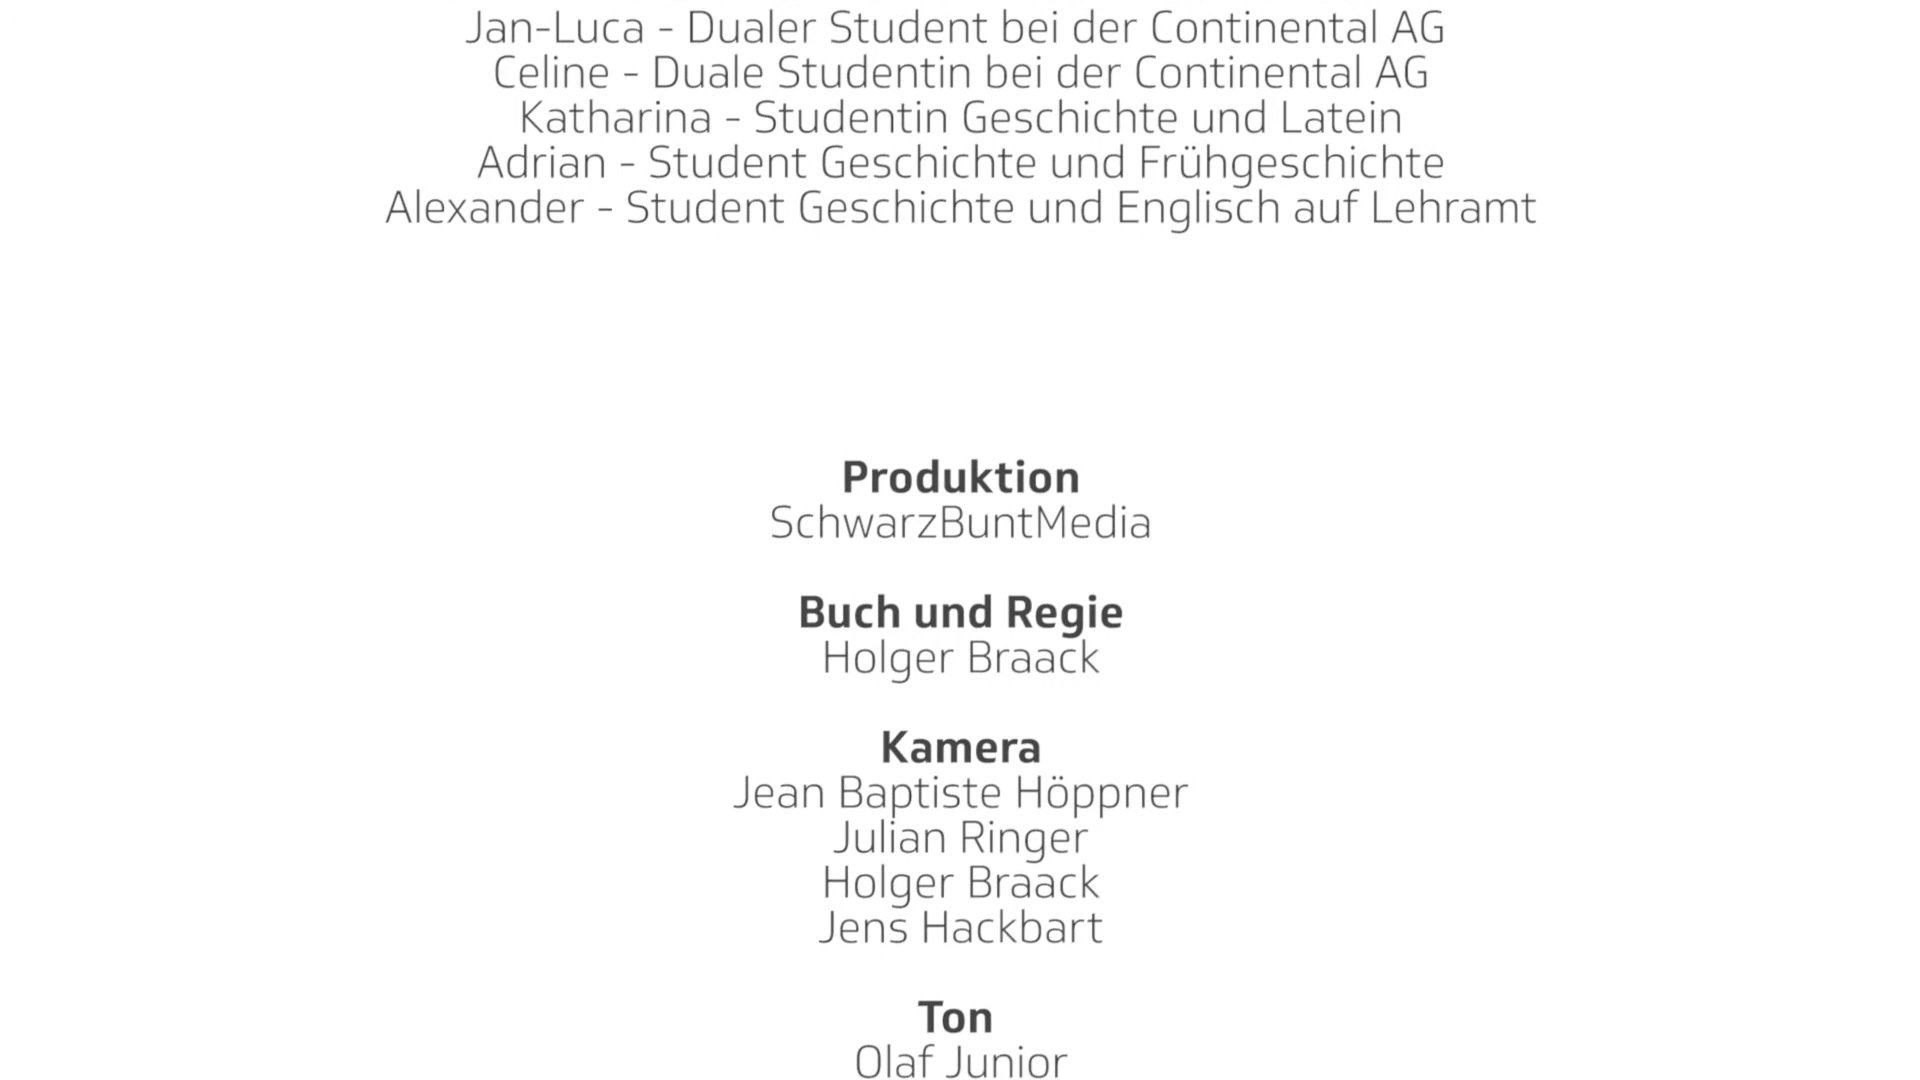 Jan-Luca - Dualer Student bei der Continental AG
Celine - Duale Studentin bei der Continental AG
Katharina - Studentin Geschichte und Latein
Adrian - Student Geschichte und Frühgeschichte
Alexander - Student Geschichte und Englisch auf Lehramt
Produktion
SchwarzBuntMedia
Buch und Regie
Holger Braack
Kamera
Jean Baptiste Höppner
Julian Ringer
Holger Braack
Jens Hackbart
Ton
Olaf Junior